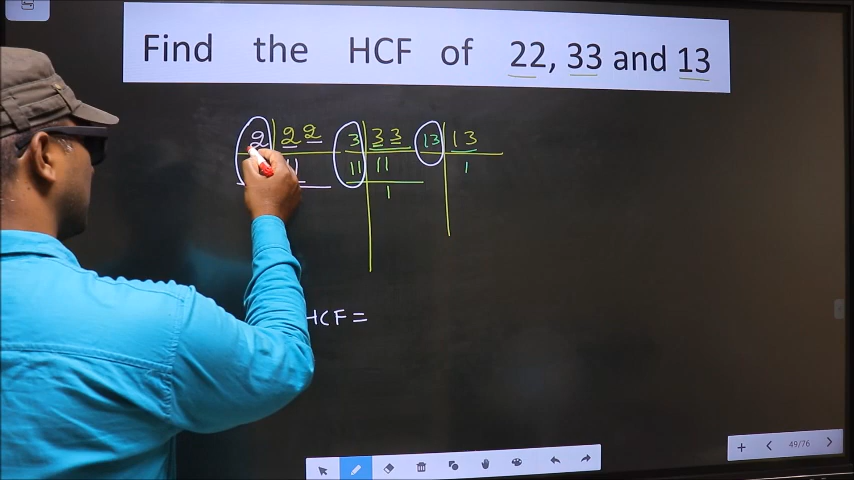 Find the HCF of 22, 33 and 13
2 22 3 33 13 13
11 11 1
1
HCF =
49/76